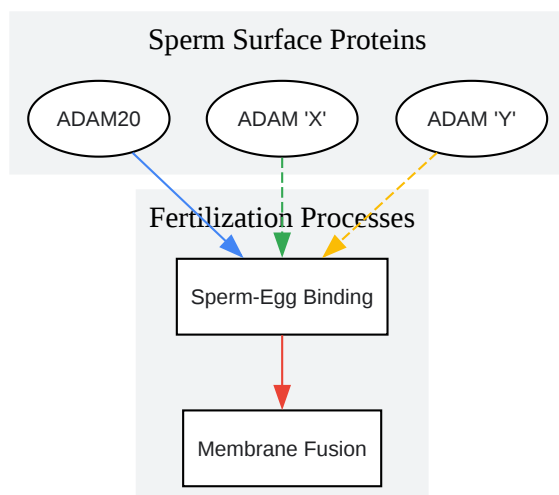 Sperm Surface Proteins
ADAM20
ADAM 'X'
ADAM 'Y'
Fertilization Processes
Sperm-Egg Binding
Membrane Fusion